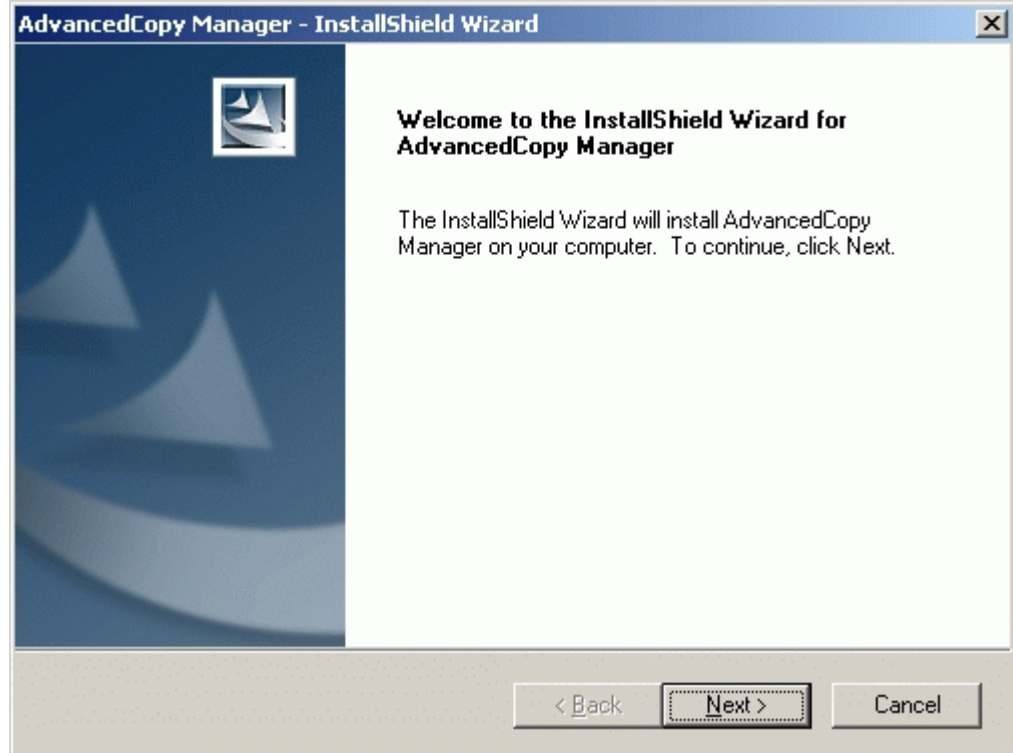 AdvancedCopy Manager - InstallShield Wizard
Welcome to the InstallShield Wizard for
AdvancedCopy Manager
The InstallShield Wizard will install AdvancedCopy
Manager on your computer.  To continue, click Next.
< Back
Next >
Cancel